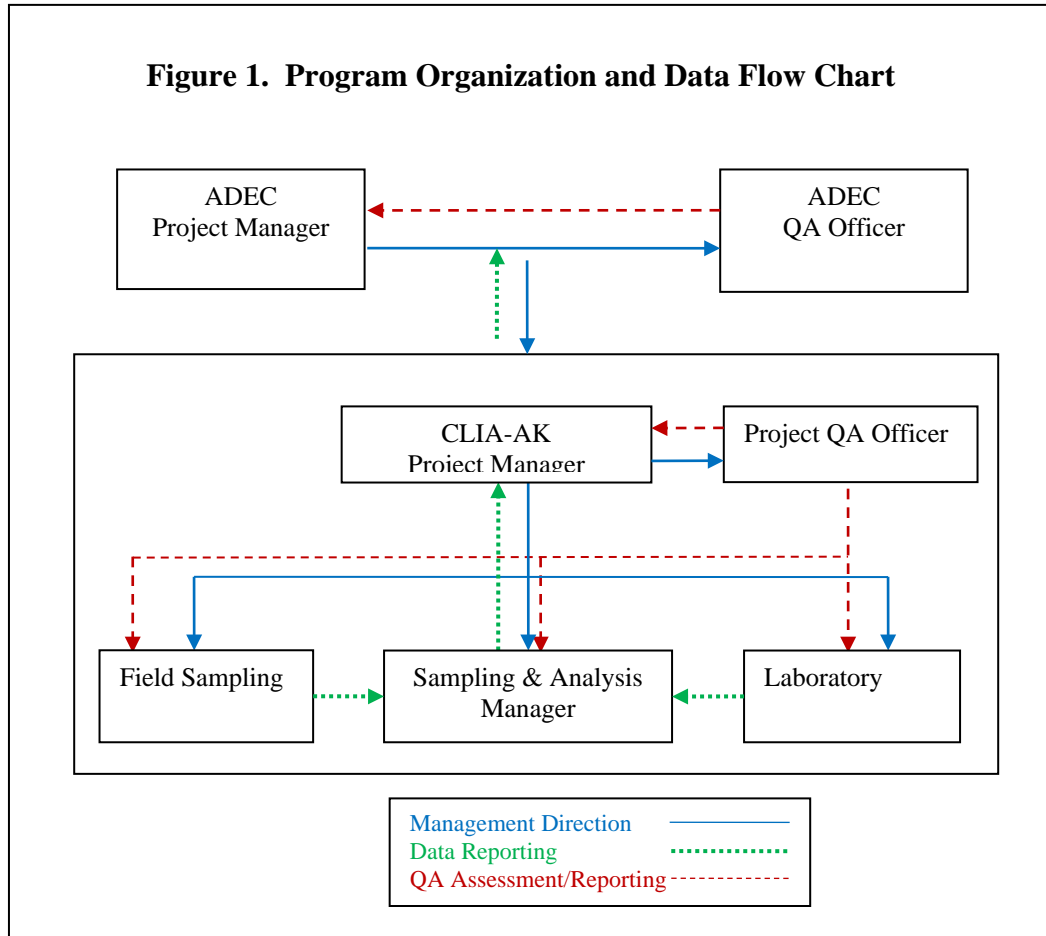 Figure 1.  Program Organization and Data Flow Chart
ADEC
Project Manager
ADEC
QA Officer
CLIA-AK
Project Manager
Project QA Officer
Field Sampling
Sampling & Analysis
Manager
Laboratory
Management Direction
Data Reporting
QA Assessment/Reporting